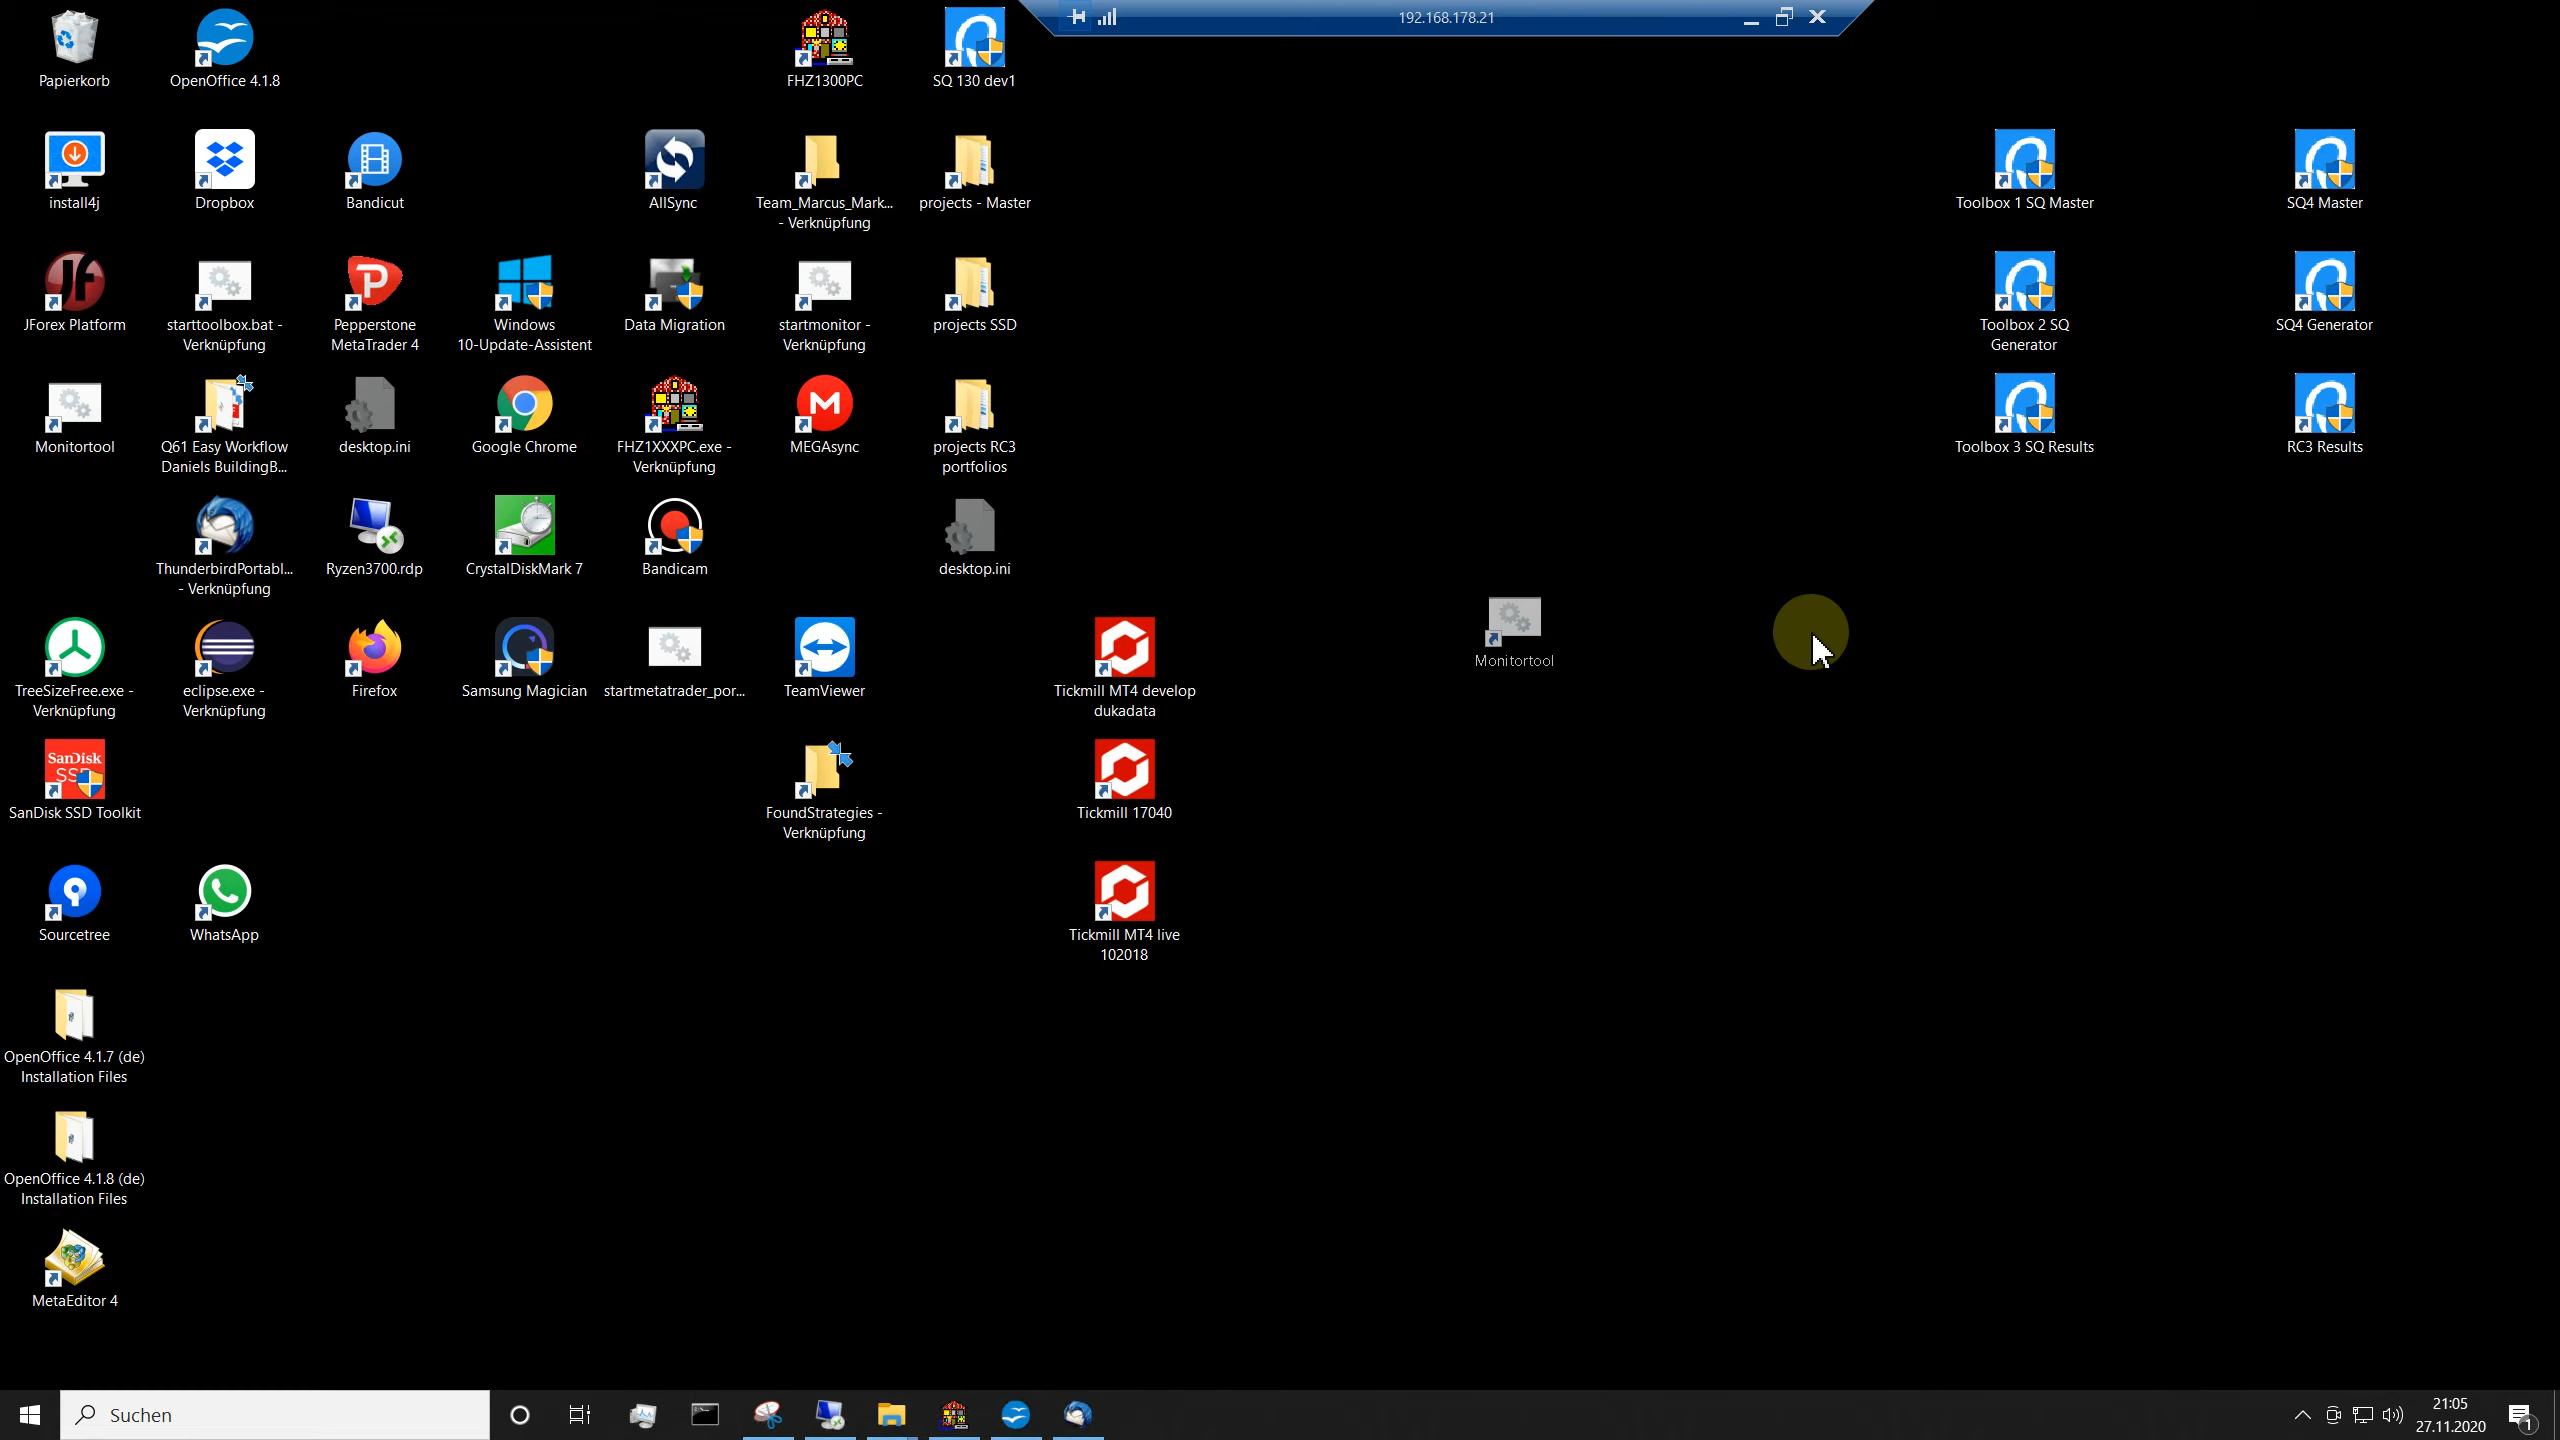 192.168.178.21
Papierkorb
OpenOffice 4.1.8
FHZ1300PC
SQ 130 dev1
install4j
Dropbox
Bandicut
AllSync
Team_Marcus_Mark...
- Verknüpfung
projects - Master
Toolbox 1 SQ Master
SQ4 Master
JForex Platform
starttoolbox.bat -
Verknüpfung
Pepperstone
MetaTrader 4
Windows
10-Update-Assistent
Data Migration
startmonitor -
Verknüpfung
projects SSD
Toolbox 2 SQ
Generator
SQ4 Generator
Monitortool
Q61 Easy Workflow
Daniels BuildingB...
desktop.ini
Google Chrome
FHZ1XXXPC.exe -
Verknüpfung
MEGAsync
projects RC3
portfolios
Toolbox 3 SQ Results
RC3 Results
ThunderbirdPortabl...
- Verknüpfung
Ryzen3700.rdp
CrystalDiskMark 7
Bandicam
desktop.ini
TreeSizeFree.exe -
Verknüpfung
eclipse.exe -
Verknüpfung
Firefox
Samsung Magician
startmetatrader_por...
TeamViewer
Tickmill MT4 develop
dukadata
Monitortool
SanDisk
SSD
SanDisk SSD Toolkit
FoundStrategies -
Verknüpfung
Tickmill 17040
Sourcetree
WhatsApp
Tickmill MT4 live
102018
OpenOffice 4.1.7 (de)
Installation Files
OpenOffice 4.1.8 (de)
Installation Files
MetaEditor 4
Suchen
21:05
27.11.2020
1